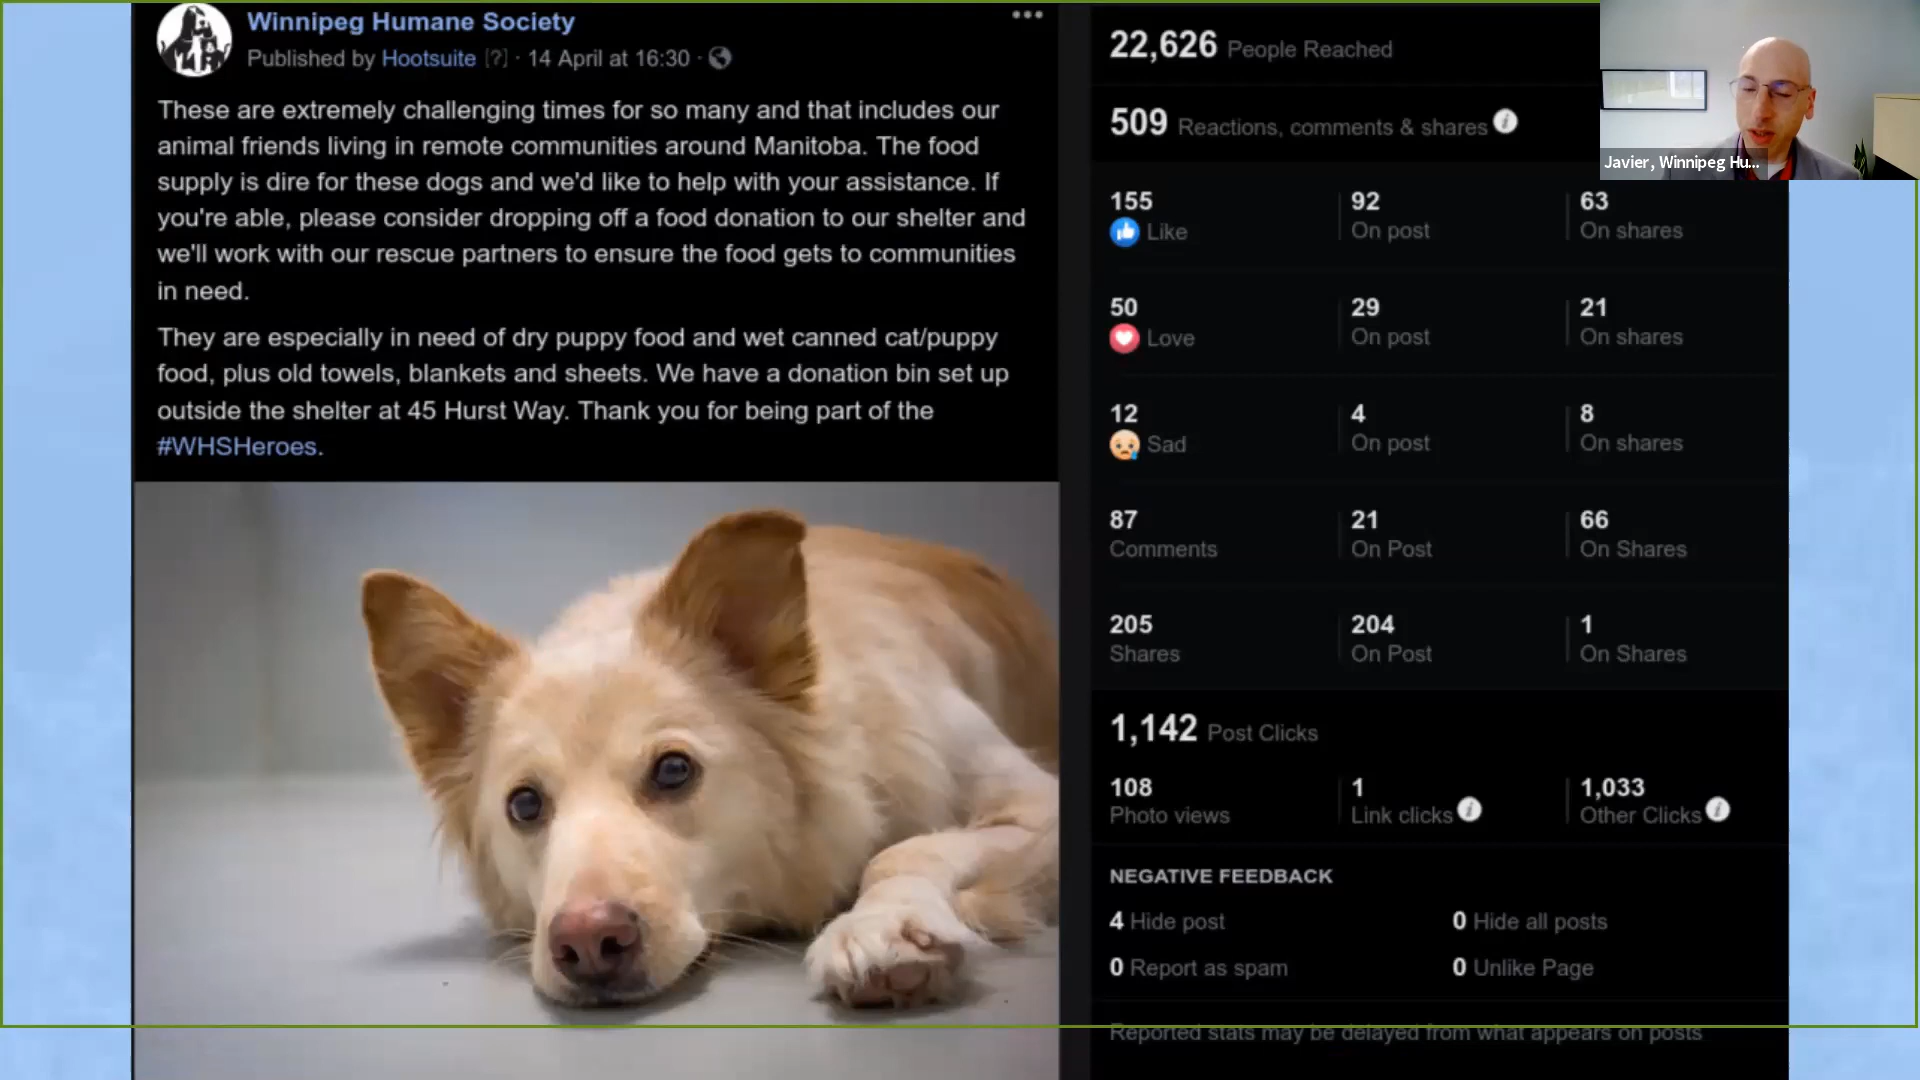 Winnipeg Humane Society
Published by Hootsuite [?] · 14 April at 16:30 ·
These are extremely challenging times for so many and that includes our
animal friends living in remote communities around Manitoba. The food
supply is dire for these dogs and we'd like to help with your assistance. If
you're able, please consider dropping off a food donation to our shelter and
we'll work with our rescue partners to ensure the food gets to communities
in need.
They are especially in need of dry puppy food and wet canned cat/puppy
food, plus old towels, blankets and sheets. We have a donation bin set up
outside the shelter at 45 Hurst Way. Thank you for being part of the
#WHSHeroes.
22,626 People Reached
509 Reactions, comments & shares
155 92 63
Like On post On shares
50 29 21
Love On post On shares
12 4 8
Sad On post On shares
87 21 66
Comments On Post On Shares
205 204 1
Shares On Post On Shares
1,142 Post Clicks
108 1 1,033
Photo views Link clicks Other Clicks
NEGATIVE FEEDBACK
4 Hide post 0 Hide all posts
0 Report as spam 0 Unlike Page
Reported stats may be delayed from what appears on posts
Javier, Winnipeg Hu...